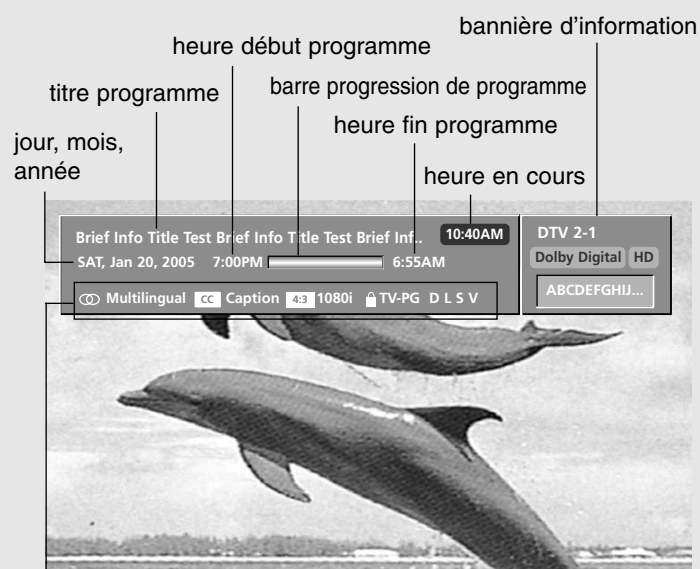 bannière d’information
heure début programme
barre progression de programme
titre programme
heure fin programme
jour, mois,
année
heure en cours
Brief Info Title Test Brief Info Title Test Brief Inf..
10:40AM
SAT, Jan 20, 2005 7:00PM 6:55AM
Multilingual CC Caption 4:3 1080i TV-PG D L S V
DTV 2-1
Dolby Digital HD
ABCDEFGHIJ...